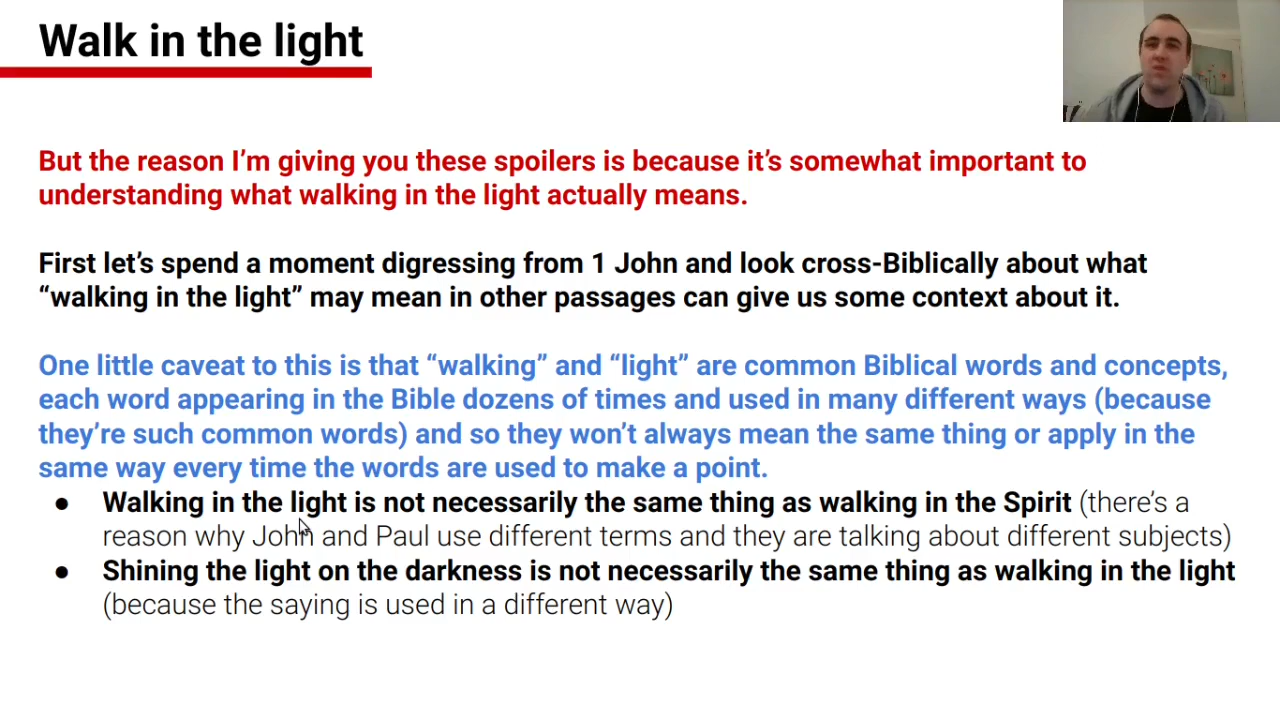 Walk in the light
But the reason I’m giving you these spoilers is because it’s somewhat important to
understanding what walking in the light actually means.
First let’s spend a moment digressing from 1 John and look cross-Biblically about what
“walking in the light” may mean in other passages can give us some context about it.
One little caveat to this is that “walking” and “light” are common Biblical words and concepts,
each word appearing in the Bible dozens of times and used in many different ways (because
they’re such common words) and so they won’t always mean the same thing or apply in the
same way every time the words are used to make a point.
● Walking in the light is not necessarily the same thing as walking in the Spirit (there’s a
reason why John and Paul use different terms and they are talking about different subjects)
● Shining the light on the darkness is not necessarily the same thing as walking in the light
(because the saying is used in a different way)